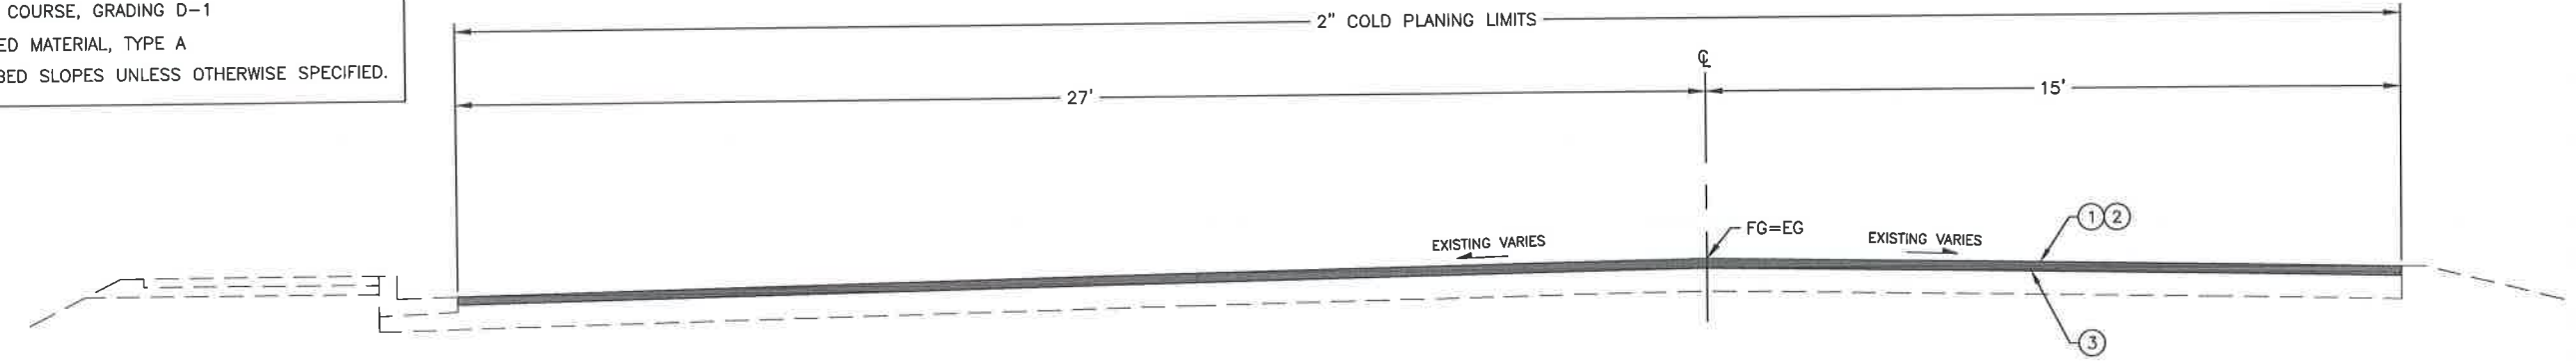 COURSE, GRADING D-1
ED MATERIAL, TYPE A
BED SLOPES UNLESS OTHERWISE SPECIFIED.
2" COLD PLANING LIMITS
℄
27'
15'
EXISTING VARIES
FG=EG
EXISTING VARIES
1 2
3